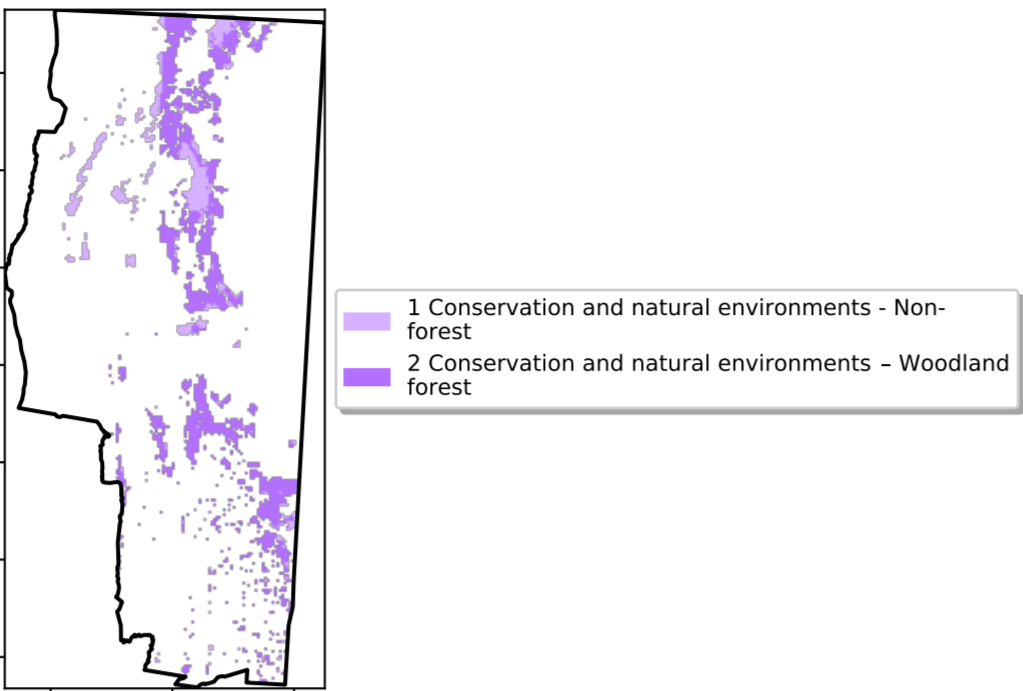 1 Conservation and natural environments - Non-
forest
2 Conservation and natural environments – Woodland
forest